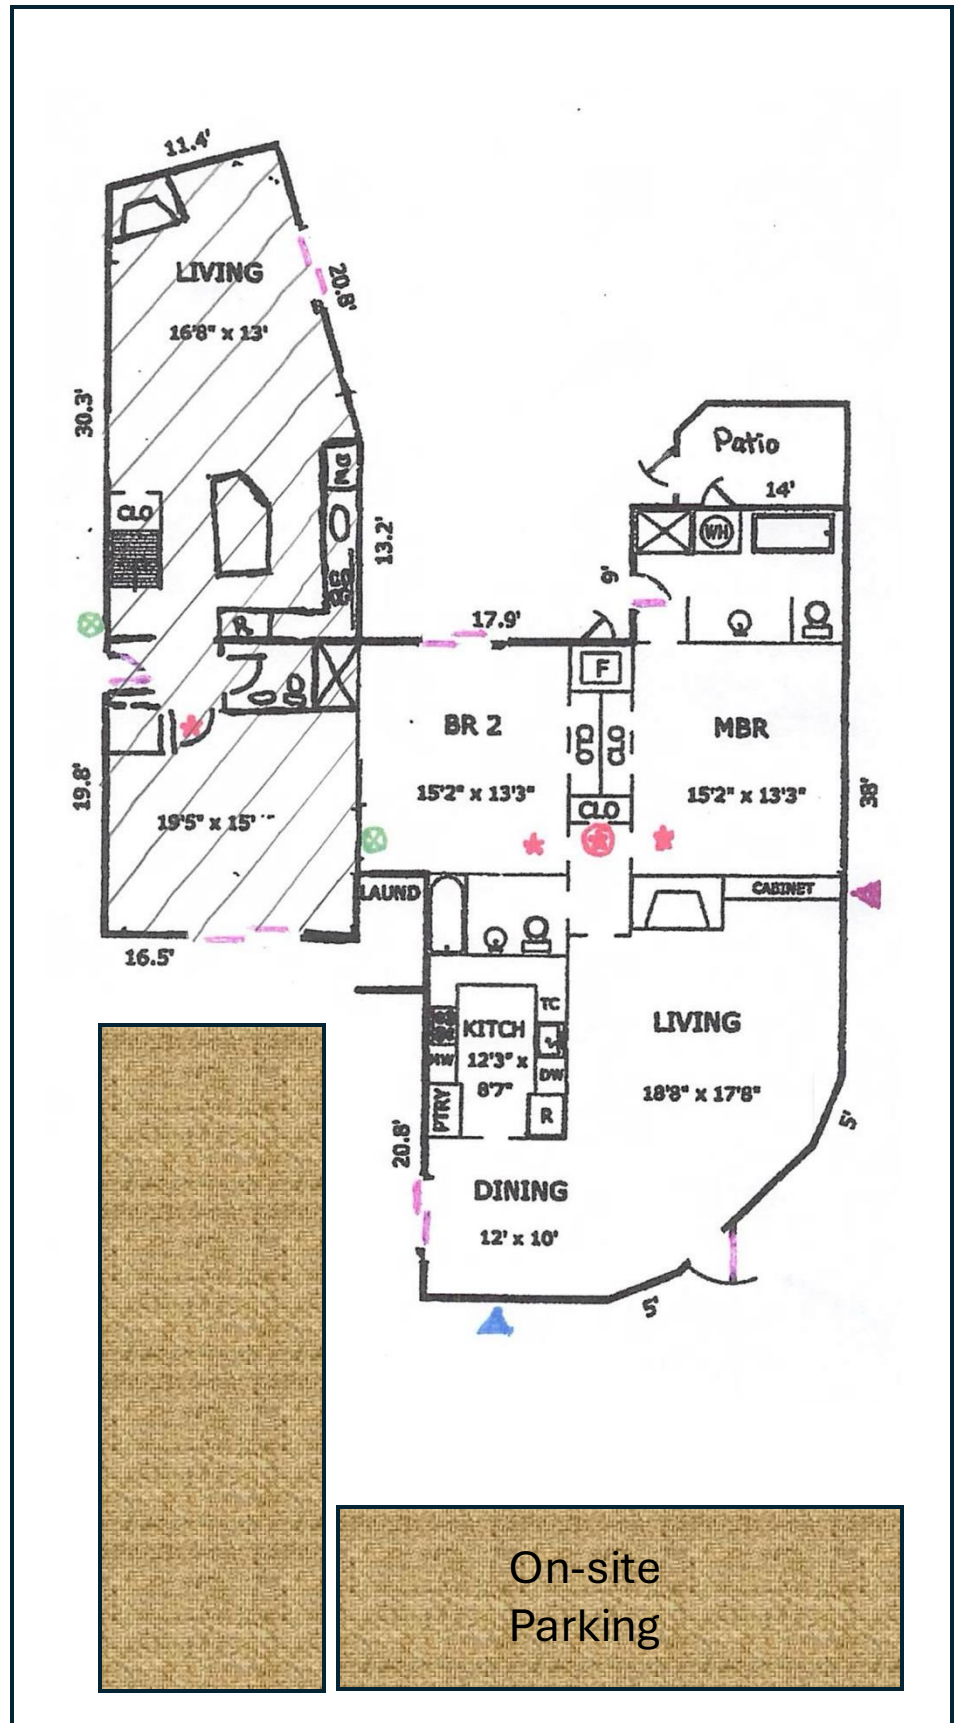 11.4'
LIVING
16'8" x 13'
20.8'
30.3'
CLO
13.2'
R
19.8'
19'5" x 15'
16.5'
Patio
14'
WH
9'
17.9'
F
BR 2
15'2" x 13'3"
CLO
CLO
CLO
MBR
15'2" x 13'3"
38'
LAUND
CABINET
KITCH
12'3" x
8'7"
TC
DW
MW
PTRY
R
LIVING
18'8" x 17'8"
5'
20.8'
DINING
12' x 10'
5'
On-site
Parking